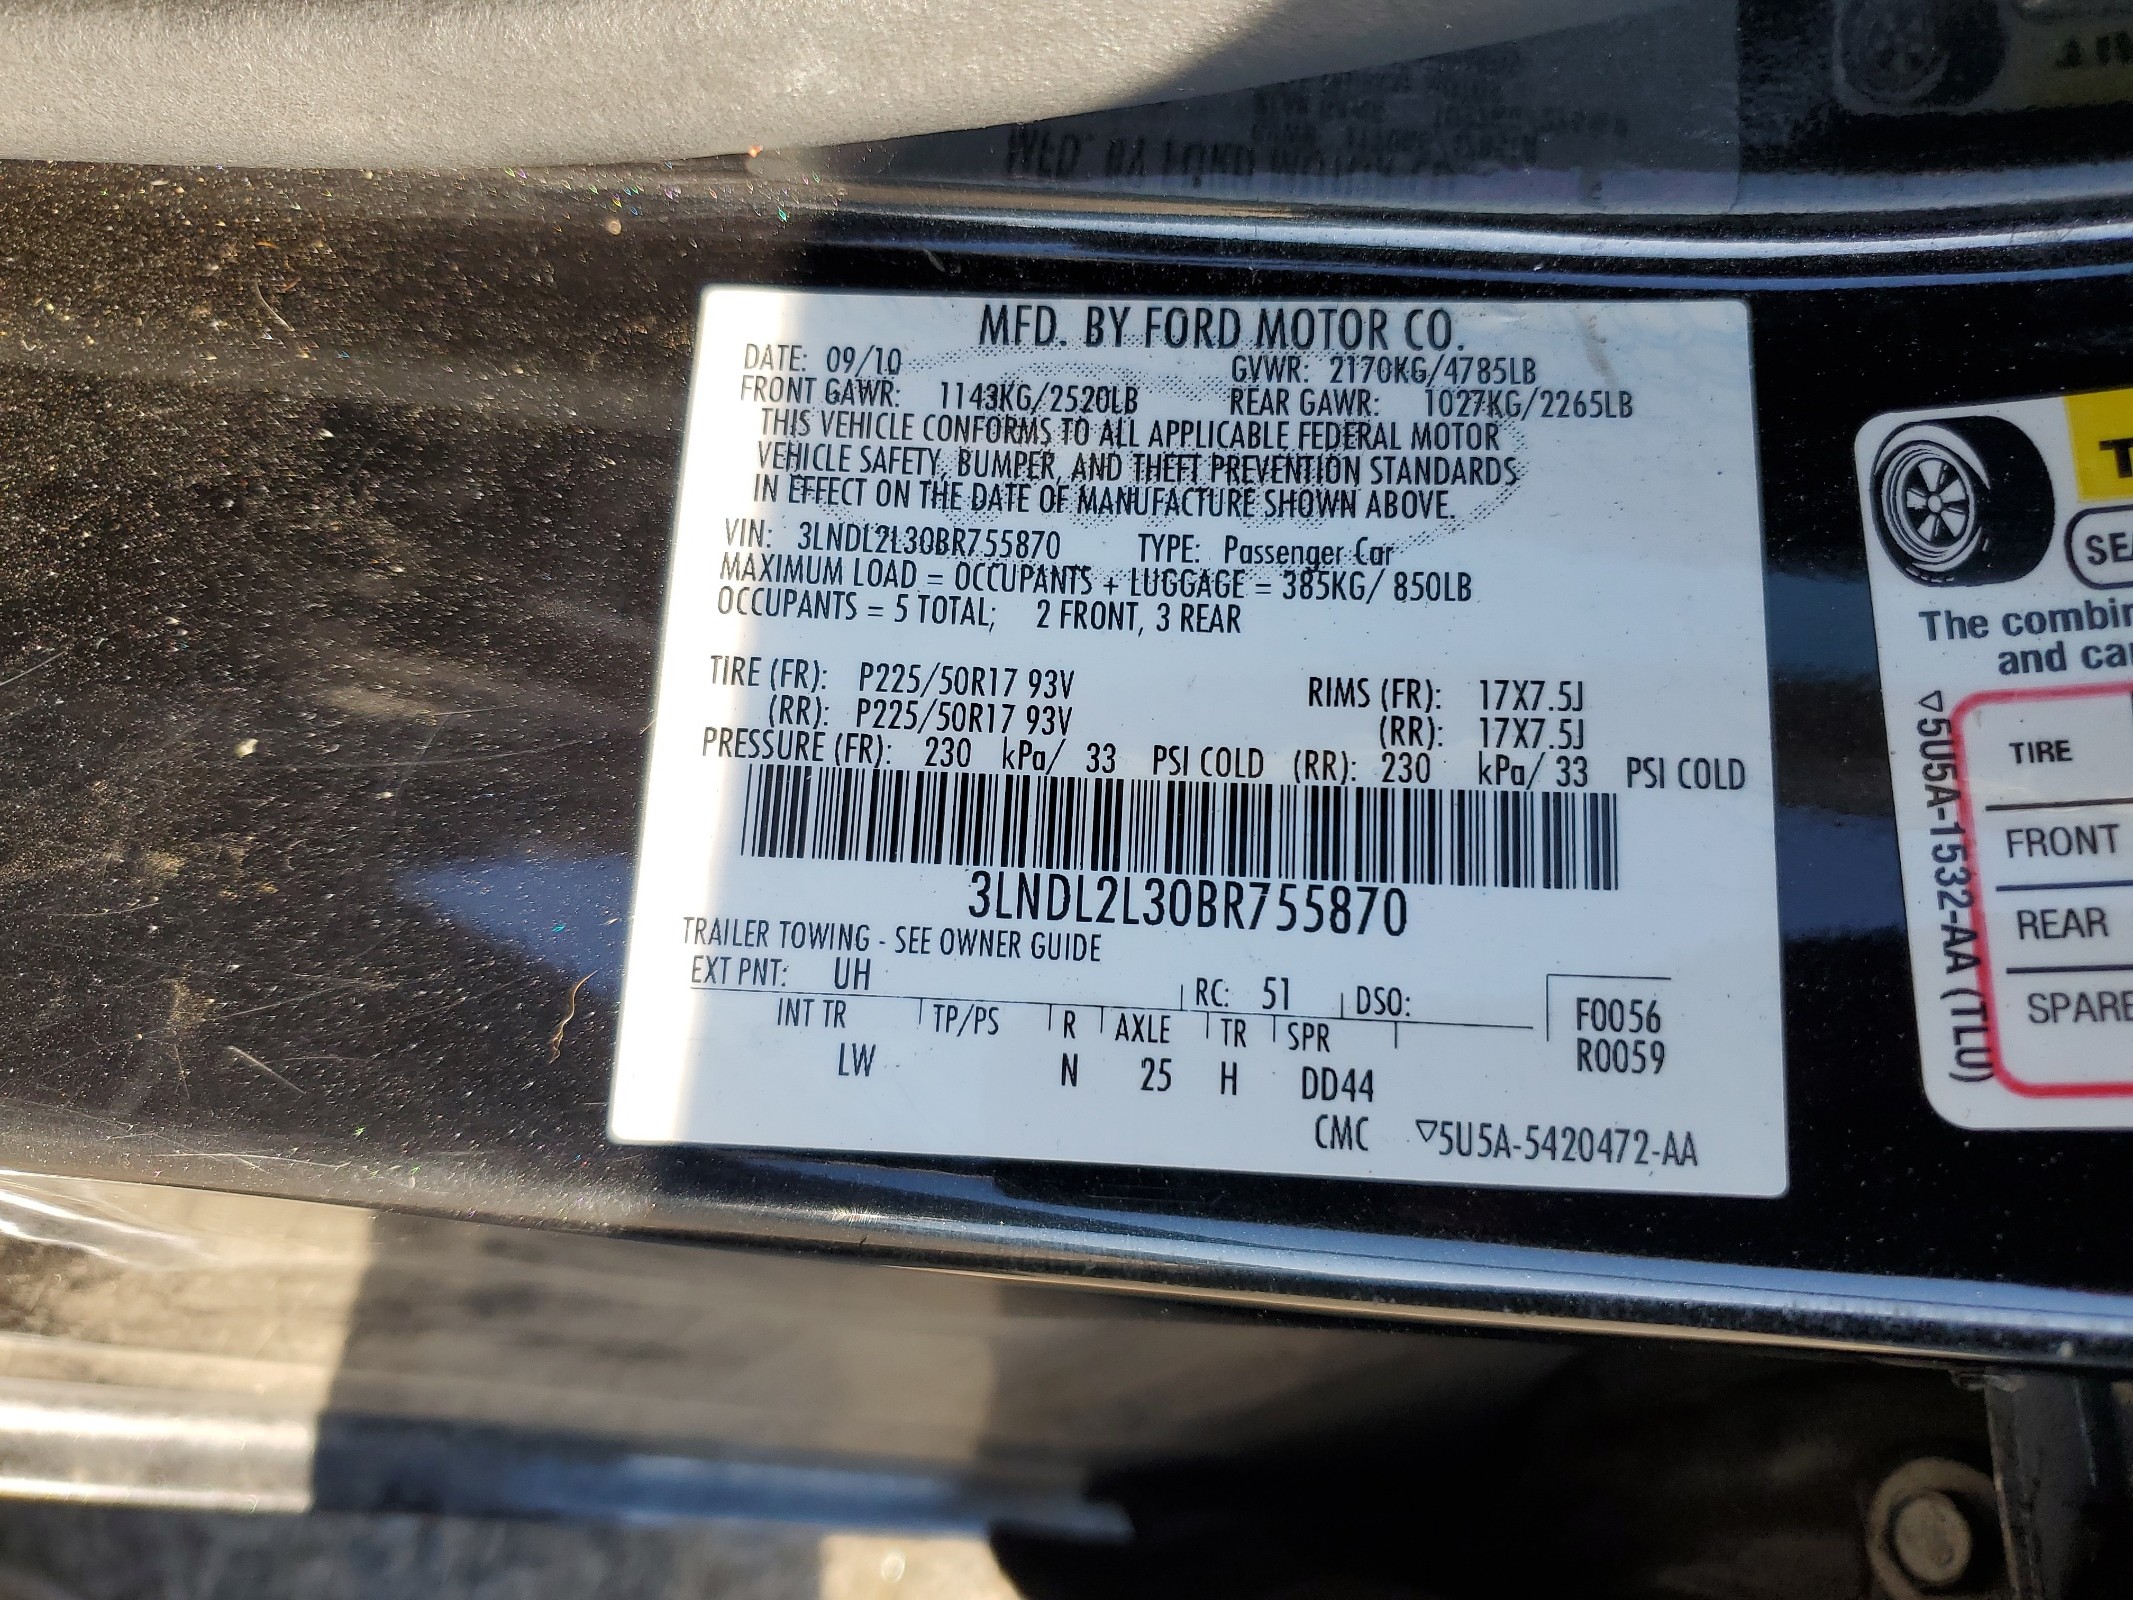 MFD. BY FORD MOTOR CO.
DATE: 09/10 GVWR: 2170KG/4785LB
FRONT GAWR: 1143KG/2520LB REAR GAWR: 1027KG/2265LB
THIS VEHICLE CONFORMS TO ALL APPLICABLE FEDERAL MOTOR
VEHICLE SAFETY, BUMPER, AND THEFT PREVENTION STANDARDS
IN EFFECT ON THE DATE OF MANUFACTURE SHOWN ABOVE.
VIN: 3LNDL2L30BR755870 TYPE: Passenger Car
MAXIMUM LOAD = OCCUPANTS + LUGGAGE = 385KG/ 850LB
OCCUPANTS = 5 TOTAL; 2 FRONT, 3 REAR
TIRE (FR): P225/50R17 93V RIMS (FR): 17X7.5J
(RR): P225/50R17 93V (RR): 17X7.5J
PRESSURE (FR): 230 kPa/ 33 PSI COLD (RR): 230 kPa/ 33 PSI COLD
3LNDL2L30BR755870
TRAILER TOWING - SEE OWNER GUIDE
EXT PNT: UH RC: 51 DSO:
INT TR TP/PS R AXLE TR SPR
LW N 25 H DD44
F0056
R0059
CMC ▽5U5A-5420472-AA
The
and
▽5U5A-1532-AA (TLU)
TIRE
FRONT
REAR
SPARE